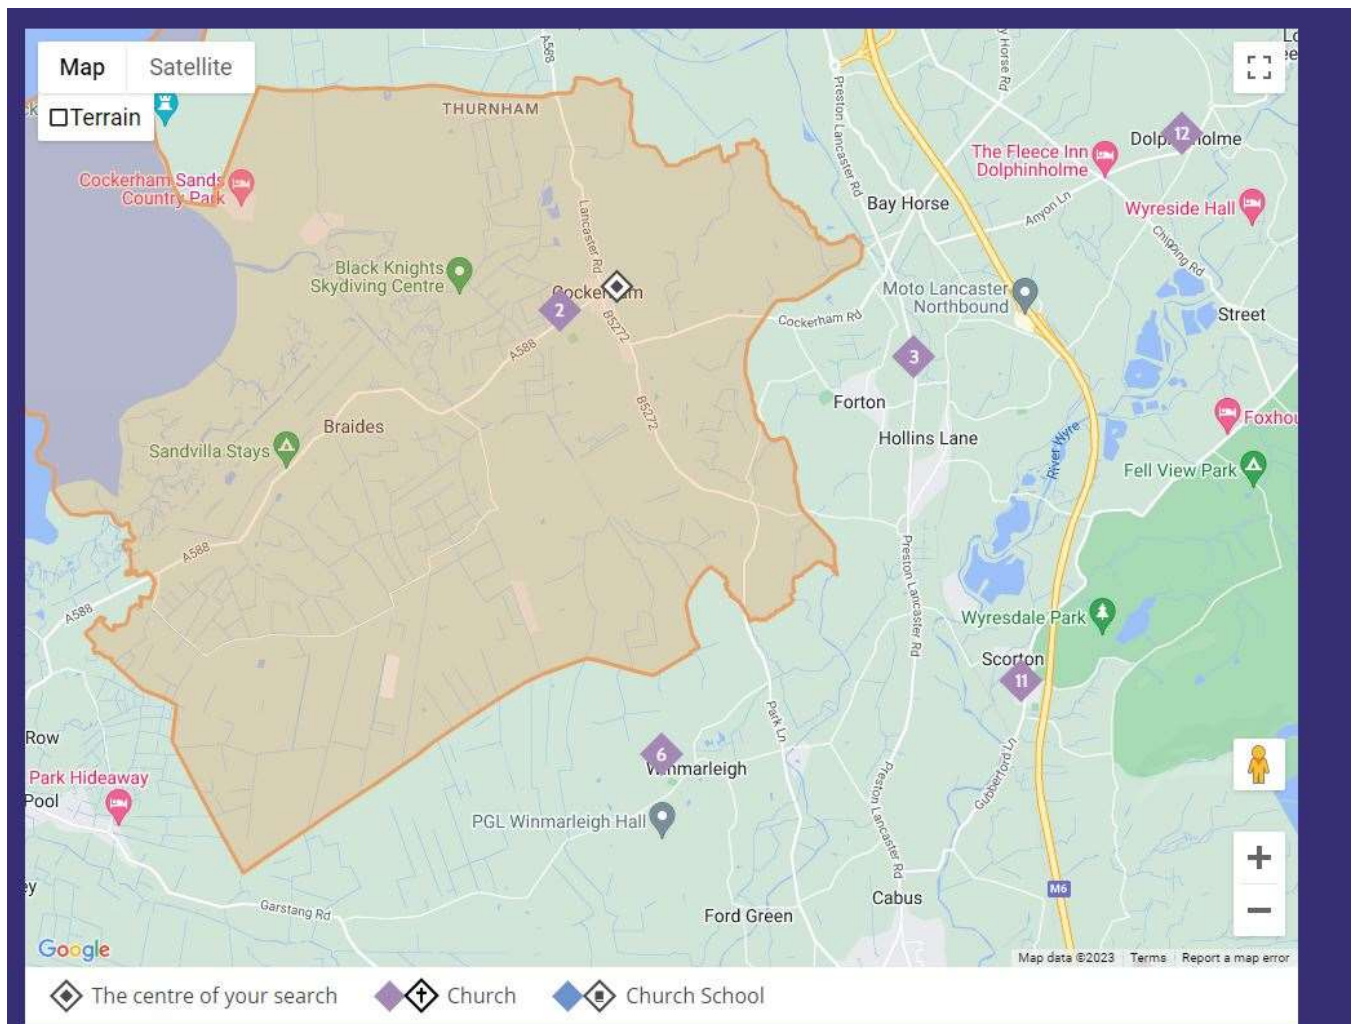 Map Satellite
Terrain
THURNHAM
A588
Preston Lancaster Rd
Cockerham Sands
Country Park
Lancaster Rd
Black Knights
Skydiving Centre
Cockerham
2
B5272
A588
B5272
Braides
Sandvilla Stays
A588
A588
12
The Fleece Inn
Dolphinholme
Bay Horse
Anyon Ln
Wyreside Hall
Chipping Rd
Moto Lancaster
Northbound
Street
Cockerham Rd
3
Forton
Hollins Lane
River Wyre
Fell View Park
Preston Lancaster Rd
Wyresdale Park
Scorton
11
Row
Park Hideaway
Pool
6
Winmarleigh
PGL Winmarleigh Hall
Park Ln
Preston Lancaster Rd
Gubberford Ln
Garstang Rd
Ford Green
Cabus
M6
Google
Map data ©2023 Terms Report a map error
The centre of your search Church Church School